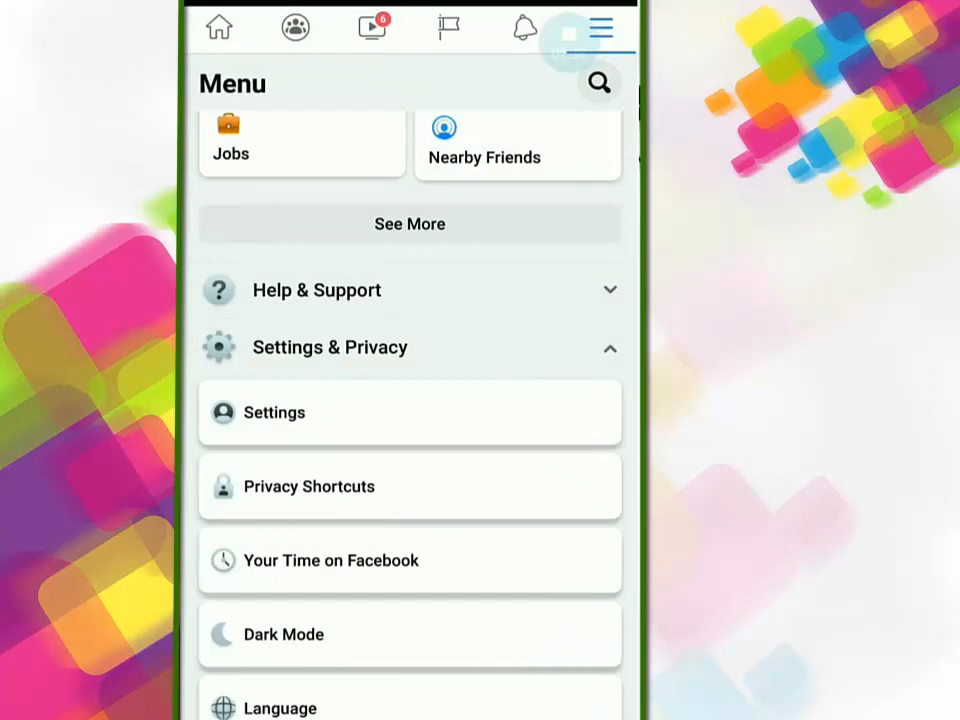 6
Menu
Jobs
Nearby Friends
See More
Help & Support
Settings & Privacy
Settings
Privacy Shortcuts
Your Time on Facebook
Dark Mode
Language